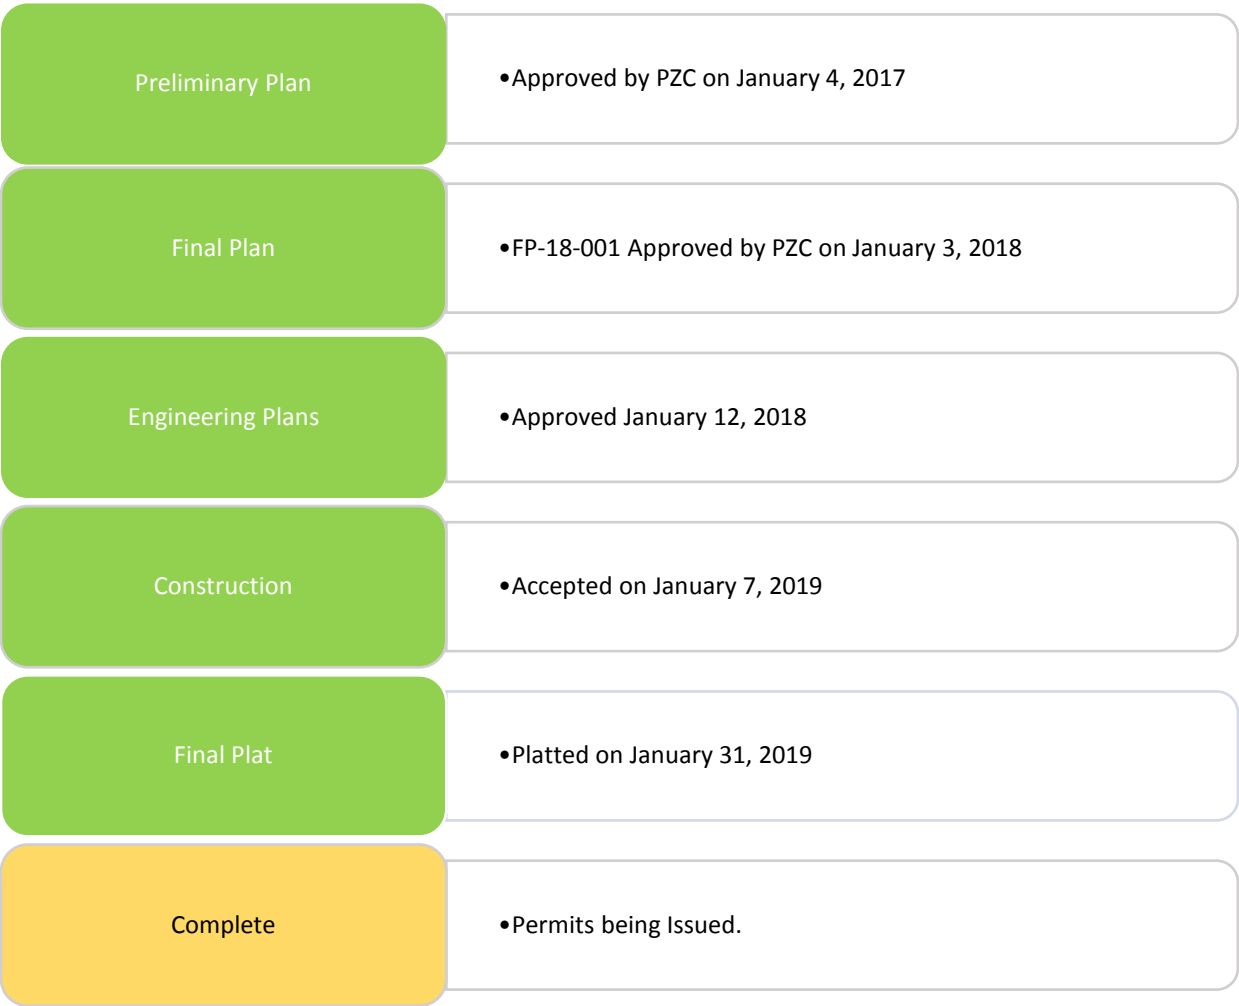 Preliminary Plan
•Approved by PZC on January 4, 2017
Final Plan
•FP-18-001 Approved by PZC on January 3, 2018
Engineering Plans
•Approved January 12, 2018
Construction
•Accepted on January 7, 2019
Final Plat
•Platted on January 31, 2019
Complete
•Permits being Issued.